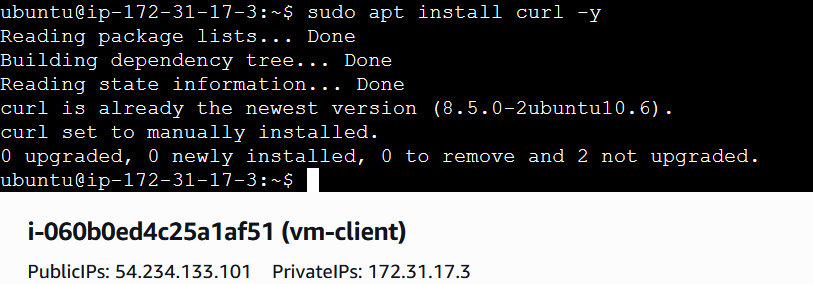 ubuntu@ip-172-31-17-3:~$ sudo apt install curl -y
Reading package lists... Done
Building dependency tree... Done
Reading state information... Done
curl is already the newest version (8.5.0-2ubuntu10.6).
curl set to manually installed.
0 upgraded, 0 newly installed, 0 to remove and 2 not upgraded.
ubuntu@ip-172-31-17-3:~$
i-060b0ed4c25a1af51 (vm-client)
PublicIPs: 54.234.133.101 PrivateIPs: 172.31.17.3